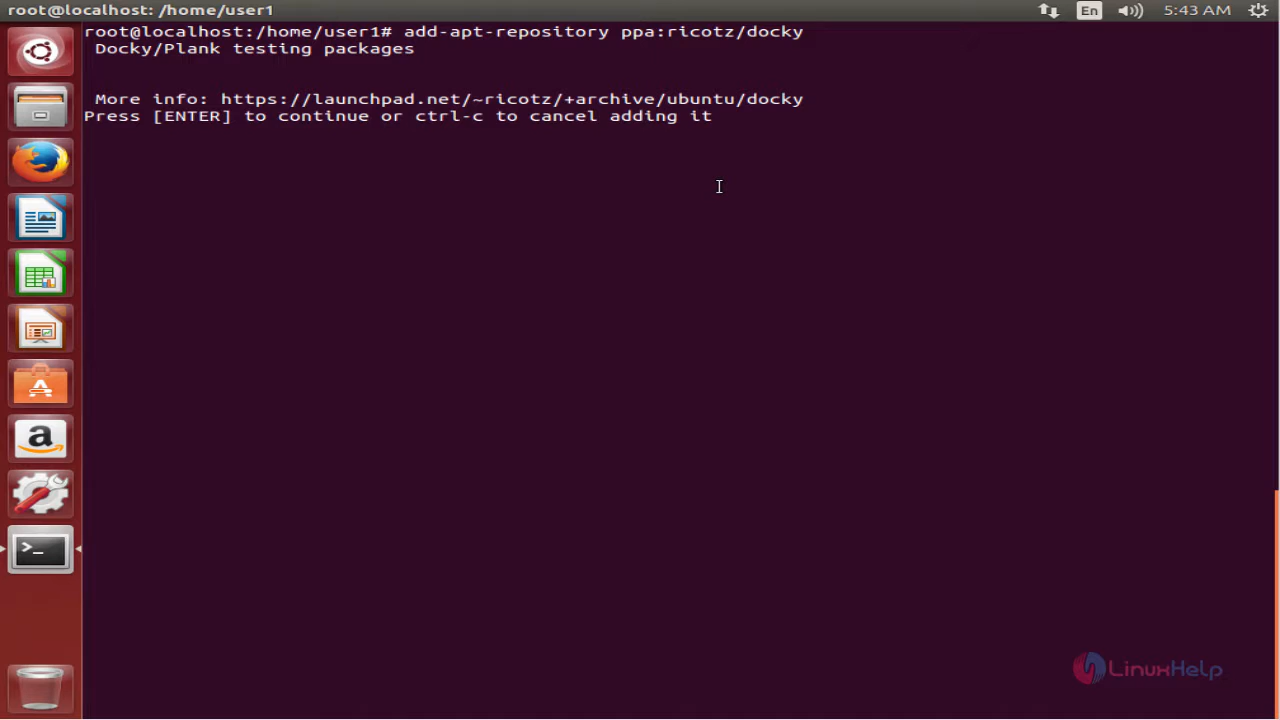 root@localhost: /home/user1
En
5:43 AM
root@localhost:/home/user1# add-apt-repository ppa:ricotz/docky
Docky/Plank testing packages
More info: https://launchpad.net/~ricotz/+archive/ubuntu/docky
Press [ENTER] to continue or ctrl-c to cancel adding it
LinuxHelp